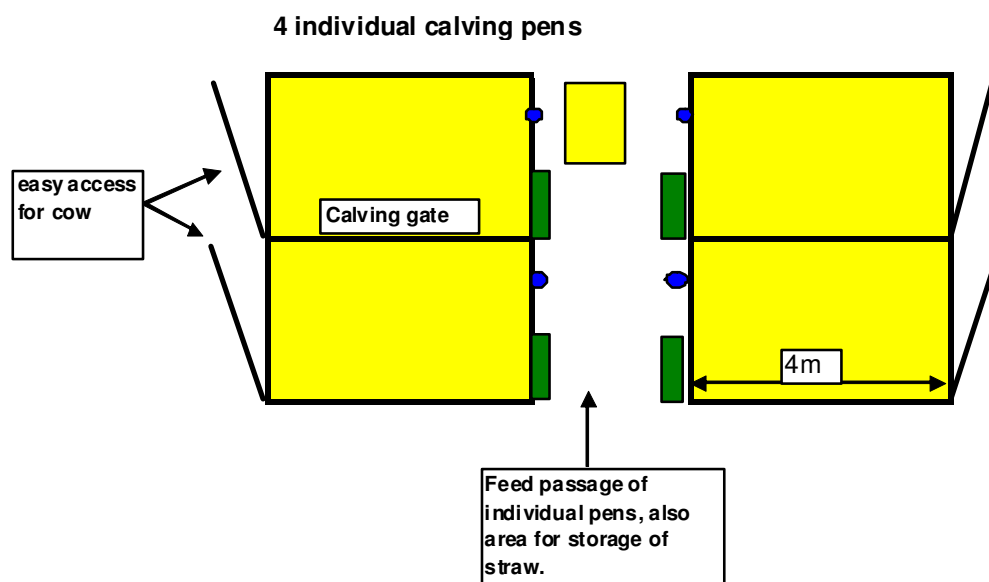 4 individual calving pens
easy access
for cow
Calving gate
4m
Feed passage of
individual pens, also
area for storage of
straw.